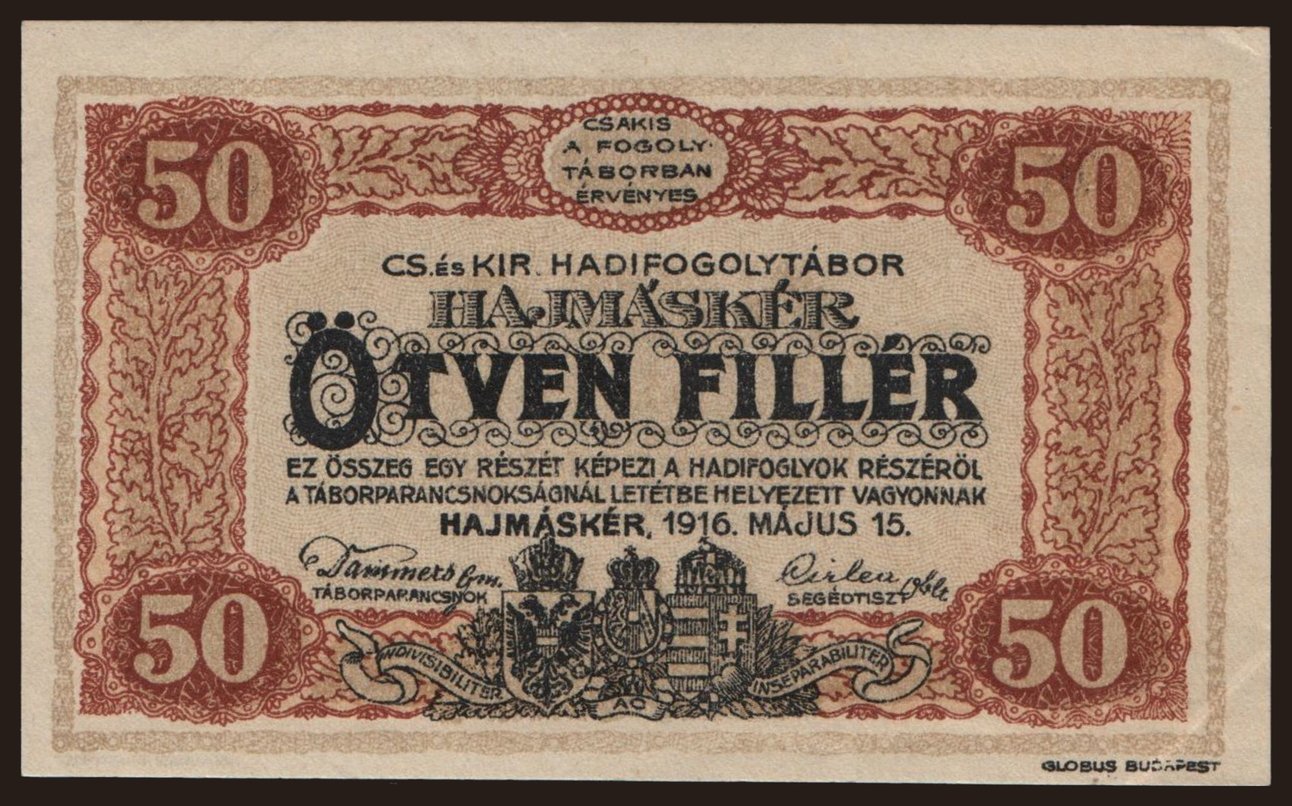 50
CSAKIS
A FOGOLY-
TÁBORBAN
ÉRVÉNYES
50
CS. és KIR. HADIFOGOLYTÁBOR
HAJMÁSKÉR
ÖTVEN FILLÉR
EZ ÖSSZEG EGY RÉSZÉT KÉPEZI A HADIFOGLYOK RÉSZÉRŐL
A TÁBORPARANCSNOKSÁGNÁL LETÉTBE HELYEZETT VAGYONNAK
HAJMÁSKÉR, 1916. MÁJUS 15.
TÁBORPARANCSNOK
SEGÉDTISZT
50
INDIVISIBILITER
AC
INSEPARABILITER
50
GLOBUS BUDAPEST